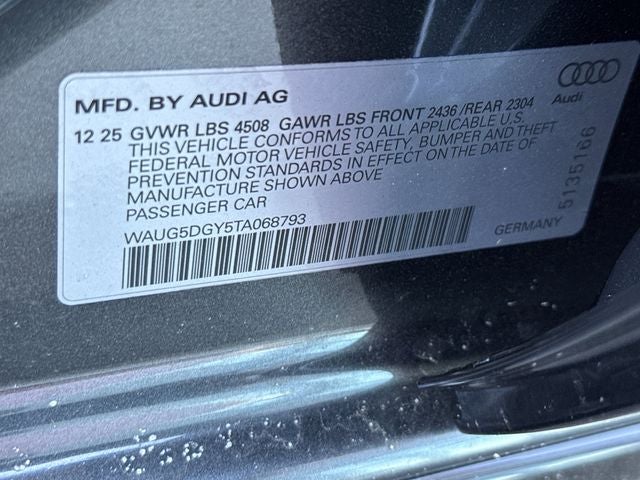 MFD. BY AUDI AG
Audi
12 25 GVWR LBS 4508 GAWR LBS FRONT 2436 /REAR 2304
THIS VEHICLE CONFORMS TO ALL APPLICABLE U.S.
FEDERAL MOTOR VEHICLE SAFETY, BUMPER AND THEFT
PREVENTION STANDARDS IN EFFECT ON THE DATE OF
MANUFACTURE SHOWN ABOVE
PASSENGER CAR
WAUG5DGY5TA068793
GERMANY
5135166